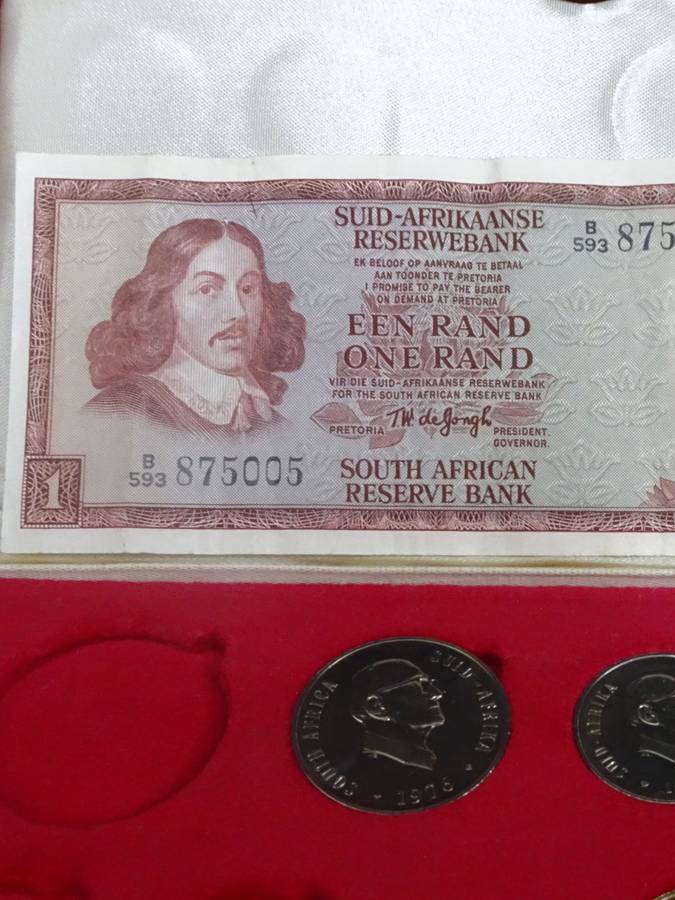 SUID-AFRIKAANSE
RESERWEBANK
B
593 875
EK BELOOF OP AANVRAAG TE BETAAL
AAN TOONDER TE PRETORIA
I PROMISE TO PAY THE BEARER
ON DEMAND AT PRETORIA
EEN RAND
ONE RAND
VIR DIE SUID-AFRIKAANSE RESERWEBANK
FOR THE SOUTH AFRICAN RESERVE BANK
T.W. de Jongh
PRETORIA PRESIDENT.
GOVERNOR.
B
593 875005
1
SOUTH AFRICAN
RESERVE BANK
SOUTH AFRICA SUID-AFRIKA
1976
SUID-AFRIKA